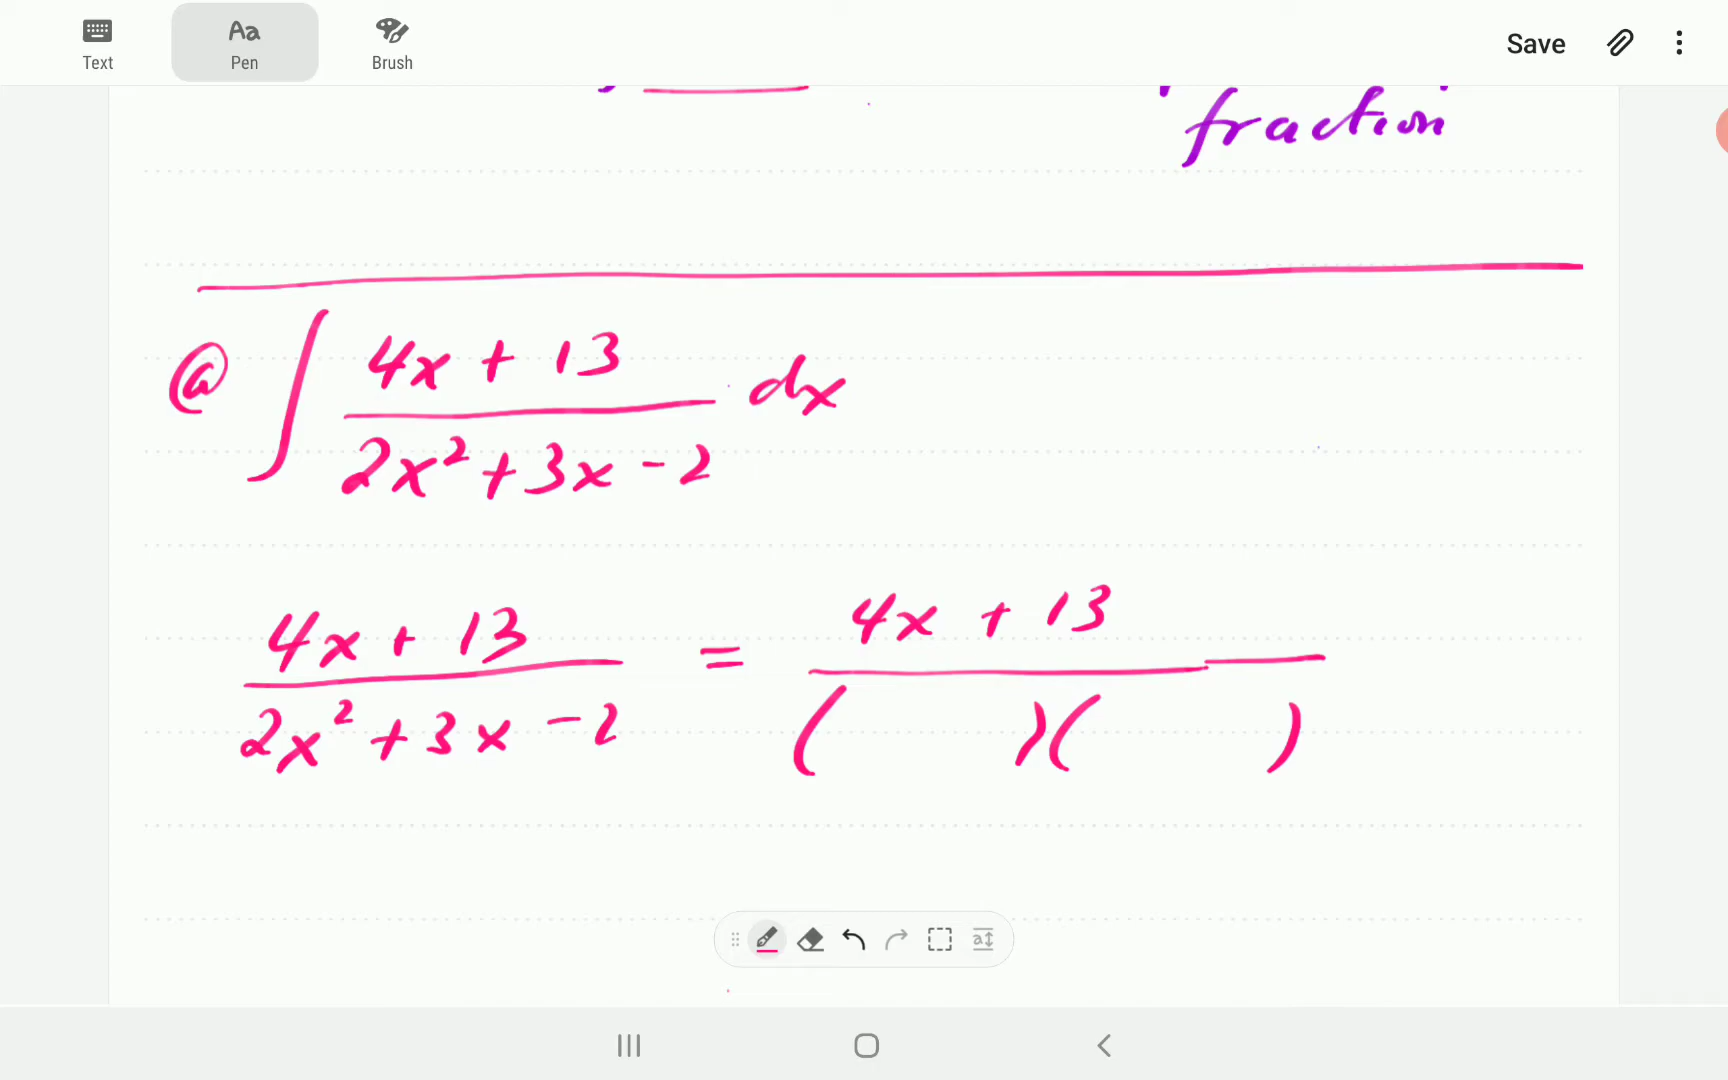 Text Pen Brush Save
fraction
@ ∫ 4x + 13 / 2x² + 3x - 2 dx
4x + 13 / 2x² + 3x - 2 = 4x + 13 / ( )( )